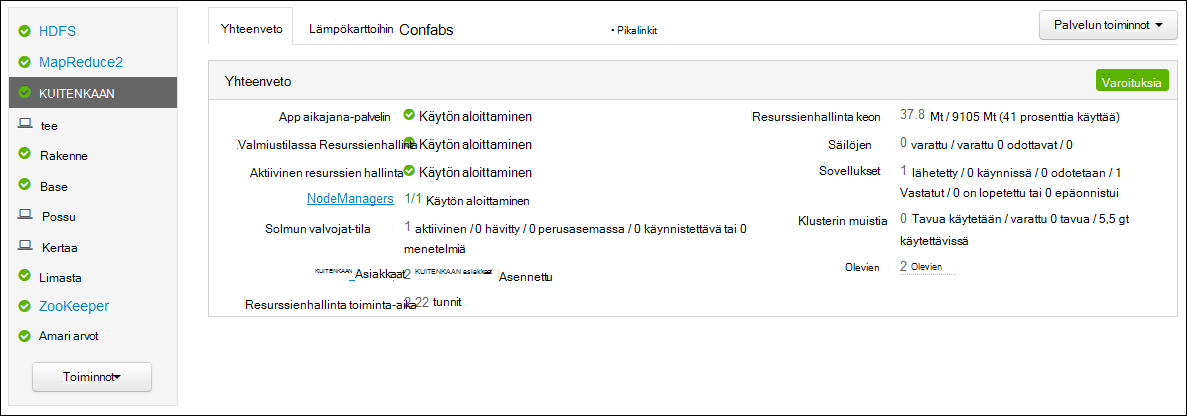 HDFS
MapReduce2
KUITENKAAN
tee
Rakenne
Base
Possu
Kertaa
Limasta
ZooKeeper
Amari arvot
Toiminnot
Yhteenveto Lämpökarttoihin Confabs • Pikalinkit Palvelun toiminnot
Yhteenveto Varoituksia
App aikajana-palvelin Käytön aloittaminen
Valmiustilassa Resurssienhallinta Käytön aloittaminen
Aktiivinen resurssien hallinta Käytön aloittaminen
NodeManagers 1/1 Käytön aloittaminen
Solmun valvojat-tila 1 aktiivinen / 0 hävitty / 0 perusasemassa / 0 käynnistettävä tai 0
menetelmiä
KUITENKAAN Asiakkaat 2 KUITENKAAN asiakkaat Asennettu
Resurssienhallinta toiminta-aika 2.22 tunnit
Resurssienhallinta keon 37.8 Mt / 9105 Mt (41 prosenttia käyttää)
Säilöjen 0 varattu / varattu 0 odottavat / 0
Sovellukset 1 lähetetty / 0 käynnissä / 0 odotetaan / 1
Vastatut / 0 on lopetettu tai 0 epäonnistui
Klusterin muistia 0 Tavua käytetään / varattu 0 tavua / 5,5 gt
käytettävissä
Olevien 2 Olevien